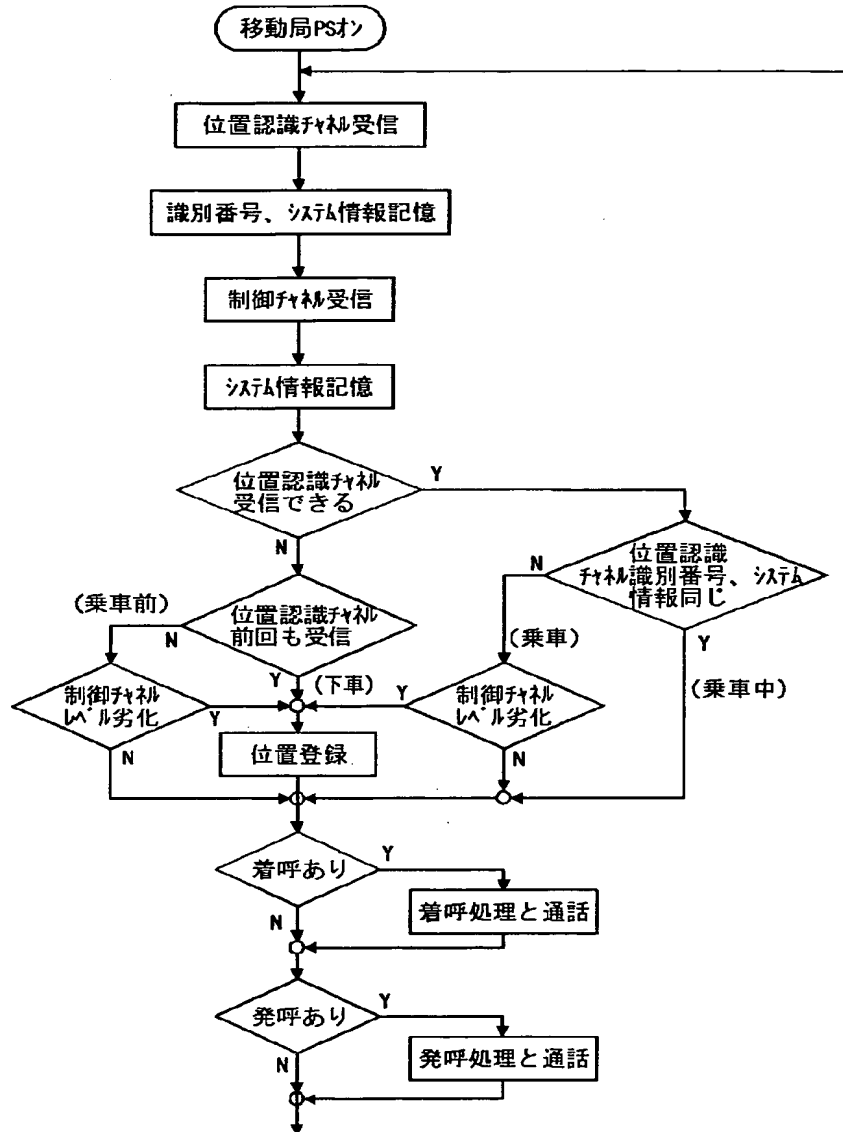 移動局PSオン
位置認識チャネル受信
識別番号、システム情報記憶
制御チャネル受信
システム情報記憶
位置認識チャネル
受信できる
Y
N
位置認識
チャネル識別番号、システム
情報同じ
N
Y
(乗車前)
位置認識チャネル
前回も受信
N
Y
(下車)
(乗車)
(乗車中)
制御チャネル
レベル劣化
Y
N
制御チャネル
レベル劣化
Y
N
位置登録
着呼あり
Y
N
着呼処理と通話
発呼あり
Y
N
発呼処理と通話